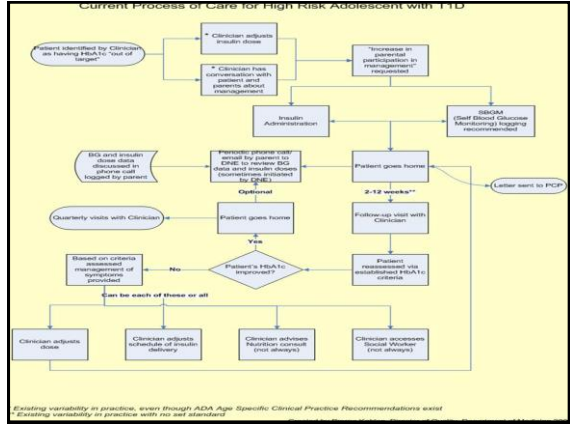 Current Process of Care for High Risk Adolescent with T1D
Patient identified by Clinician
as having HbA1c "out of
target"
* Clinician adjusts
insulin dose
* Clinician has
conversation with
patient and
parents about
management
"Increase in
parental
participation in
management"
requested
Insulin
Administration
SBGM
(Self Blood Glucose
Monitoring) logging
recommended
BG and insulin
dose data
discussed in
phone call
logged by parent
Periodic phone call/
email by parent to
DNE to review BG
data and insulin doses
(sometimes initiated
by DNE)
Patient goes home
Letter sent to PCP
Optional
2-12 weeks**
Quarterly visits with Clinician
Patient goes home
Follow-up visit with
Clinician
Yes
Based on criteria
assessed
management of
symptoms
provided
No
Patient's HbA1c
improved?
Patient
reassessed via
established HbA1c
criteria
Can be each of these or all
Clinician adjusts
dose
Clinician adjusts
schedule of insulin
delivery
Clinician advises
Nutrition consult
(not always)
Clinician accesses
Social Worker
(not always)
Existing variability in practice, even though ADA Age Specific Clinical Practice Recommendations exist
* Existing variability in practice with no set standard